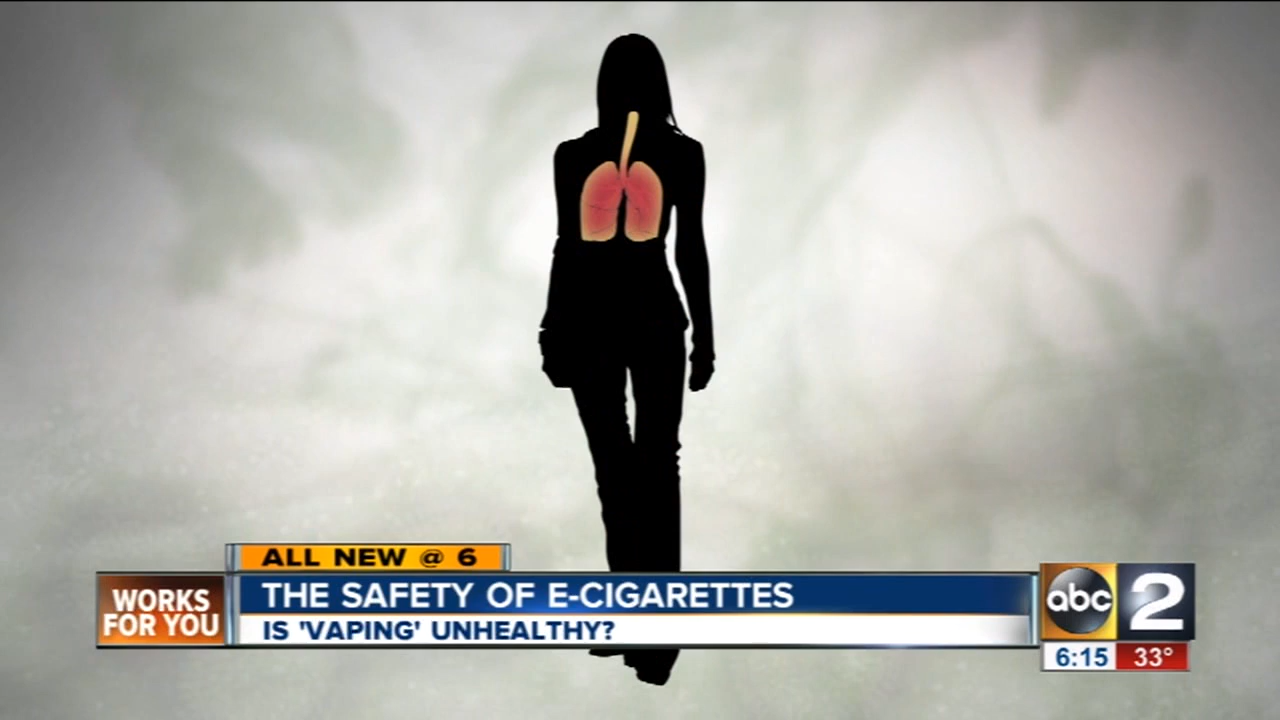 ALL NEW @ 6
WORKS
FOR YOU
THE SAFETY OF E-CIGARETTES
IS 'VAPING' UNHEALTHY?
abc 2
6:15 33°